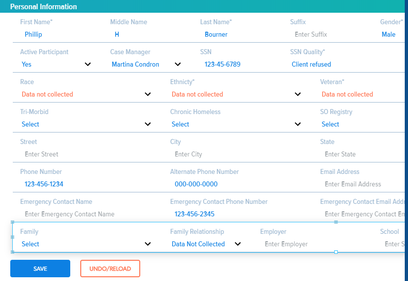 Personal Information
First Name* Middle Name Last Name* Suffix Gender*
Phillip H Bourner Enter Suffix Male
Active Participant Case Manager SSN SSN Quality*
Yes Martina Condron 123-45-6789 Client refused
Race Ethnicity* Veteran*
Data not collected Data not collected Data not collected
Tri-Morbid Chronic Homeless SO Registry
Select Select Select
Street City State
Enter Street Enter City Enter State
Phone Number Alternate Phone Number Email Address
123-456-1234 000-000-0000 Enter Email Address
Emergency Contact Name Emergency Contact Phone Number Emergency Contact Email Addr
Enter Emergency Contact Name 123-456-2345 Enter Emergency Contact En
Family Family Relationship Employer School
Select Data Not Collected Enter Employer Enter S
SAVE UNDO/RELOAD